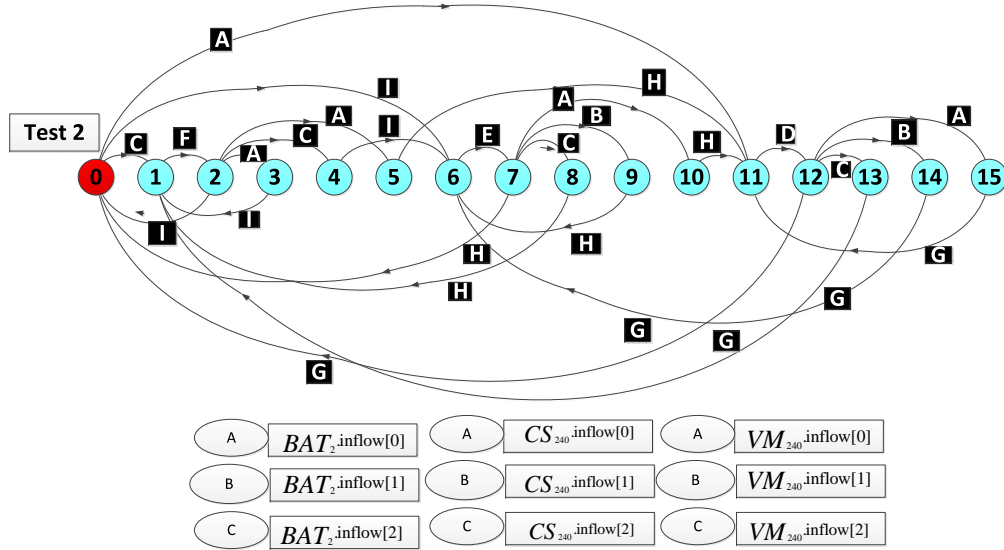 A
I
H
A
A
B
A
Test 2
C
F
A
C
I
E
C
H
D
C
B
0 1 2 3 4 5 6 7 8 9 10 11 12 13 14 15
I
I
H
H
H
G
G
G
G
G
A BAT₂.inflow[0] A CS₂₄₀.inflow[0] A VM₂₄₀.inflow[0]
B BAT₂.inflow[1] B CS₂₄₀.inflow[1] B VM₂₄₀.inflow[1]
C BAT₂.inflow[2] C CS₂₄₀.inflow[2] C VM₂₄₀.inflow[2]